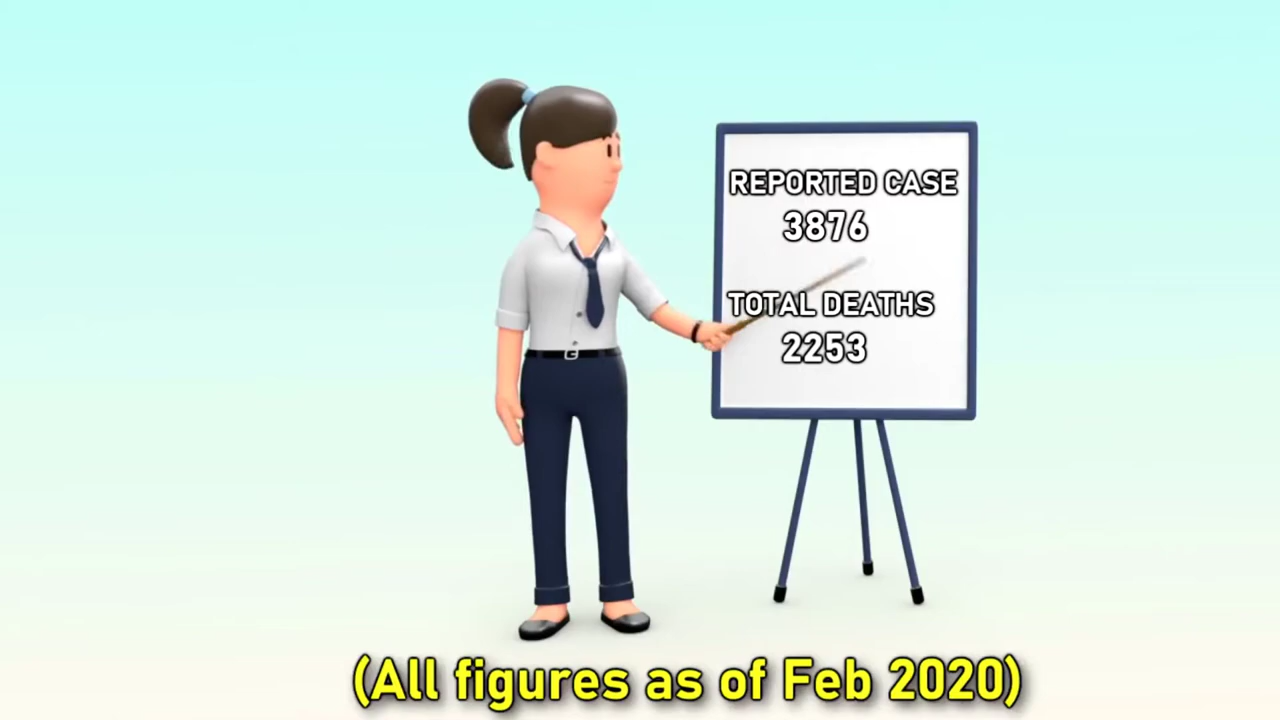 REPORTED CASE
3876
TOTAL DEATHS
2253
(All figures as of Feb 2020)